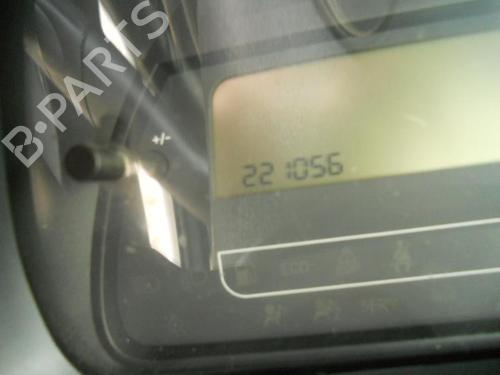 B·PARTS
+/-
221056
ECO